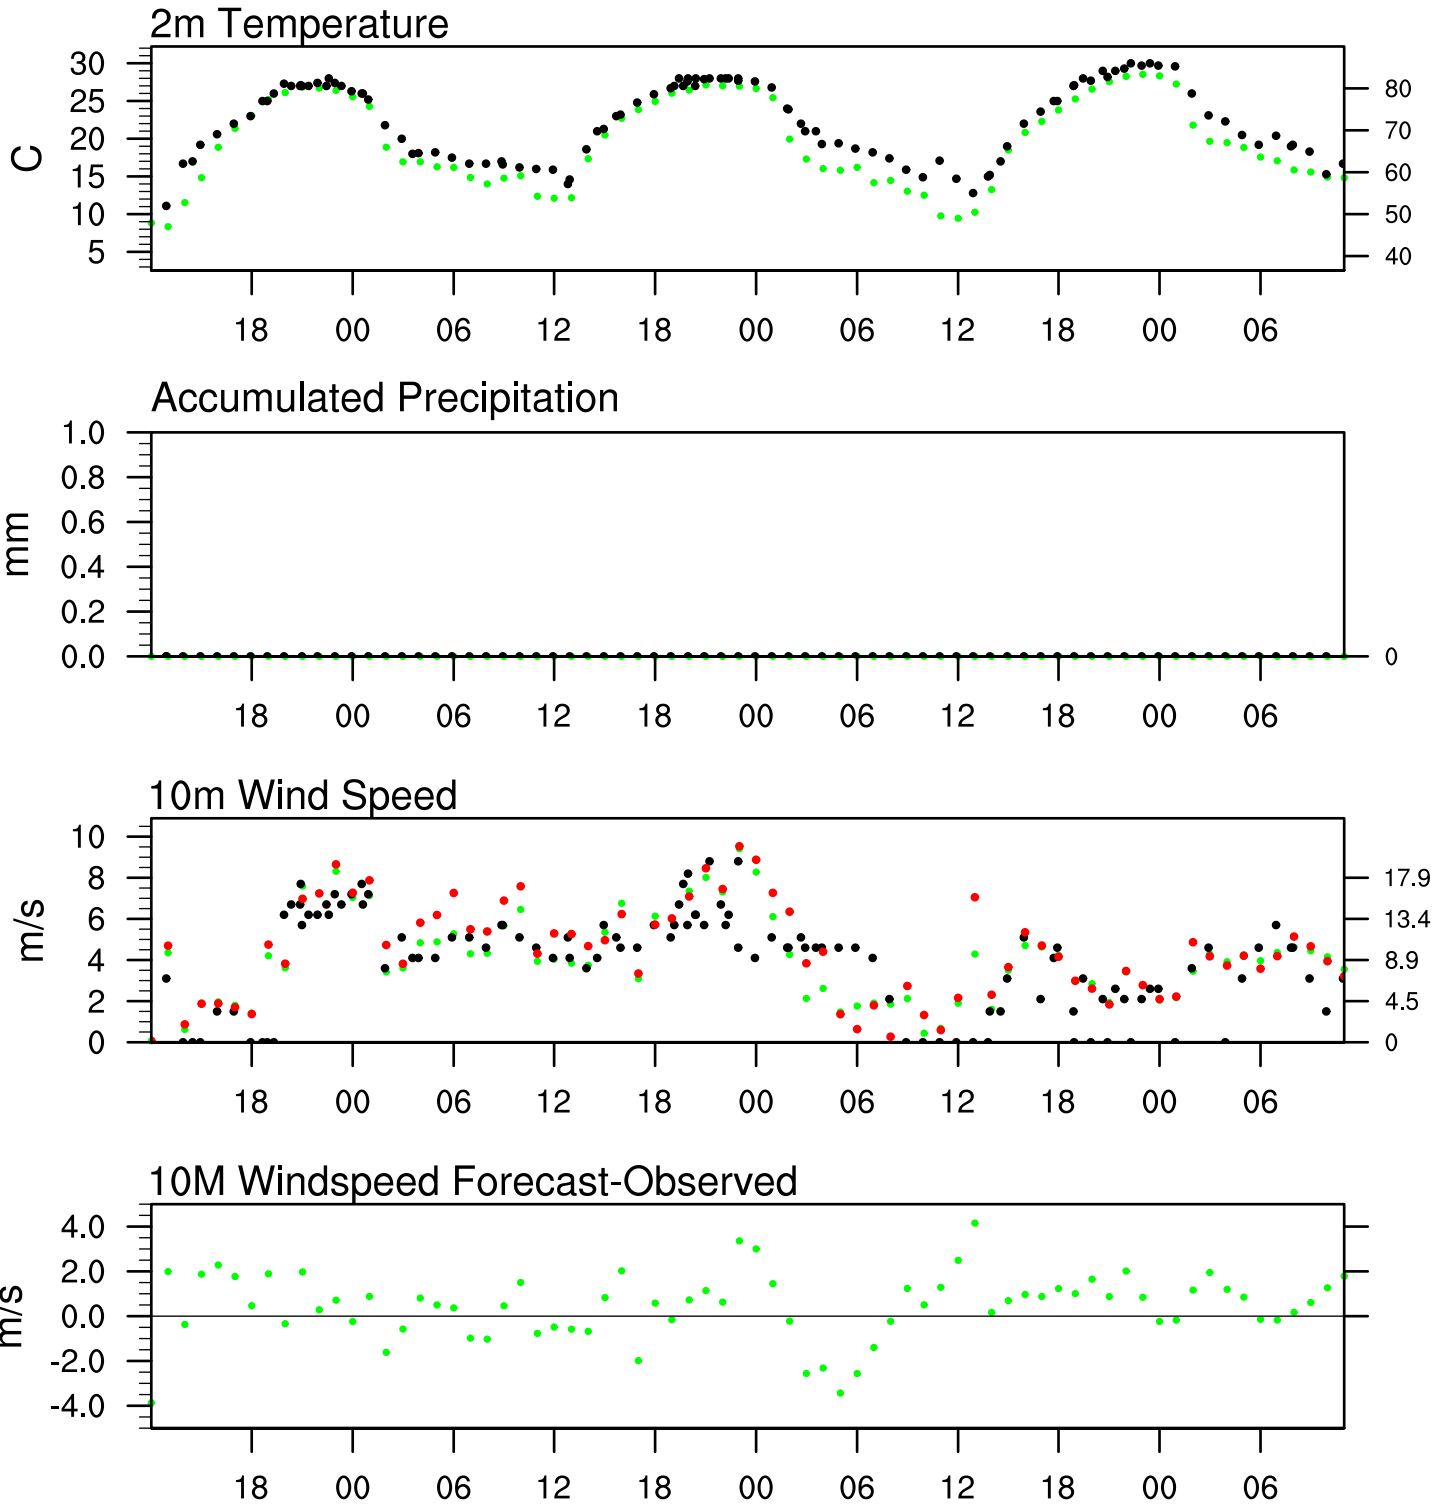 2m Temperature
30
25
20
15
10
5
C
80
70
60
50
40
18 00 06 12 18 00 06 12 18 00 06
Accumulated Precipitation
1.0
0.8
0.6
0.4
0.2
0.0
mm
0
18 00 06 12 18 00 06 12 18 00 06
10m Wind Speed
10
8
6
4
2
0
m/s
17.9
13.4
8.9
4.5
0
18 00 06 12 18 00 06 12 18 00 06
10M Windspeed Forecast-Observed
4.0
2.0
0.0
-2.0
-4.0
m/s
18 00 06 12 18 00 06 12 18 00 06